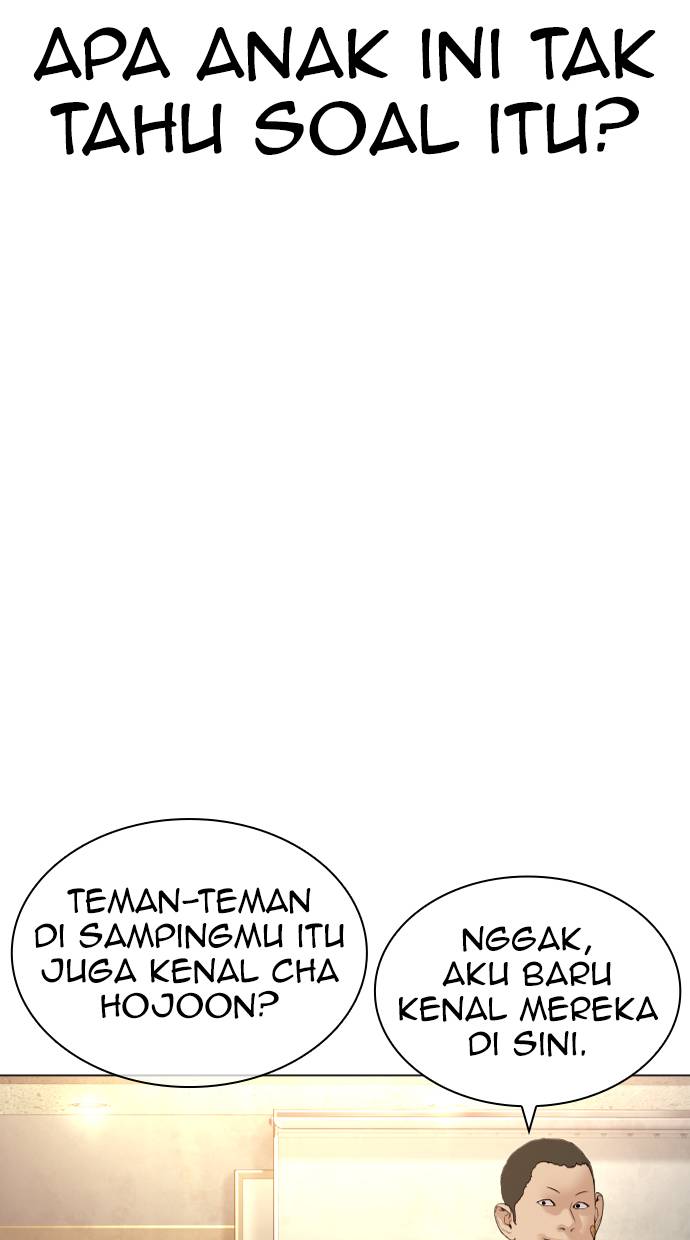 APA ANAK INI TAK
TAHU SOAL ITU?
TEMAN-TEMAN
DI SAMPINGMU ITU
JUGA KENAL CHA
HOJOON?
NGGAK,
AKU BARU
KENAL MEREKA
DI SINI.